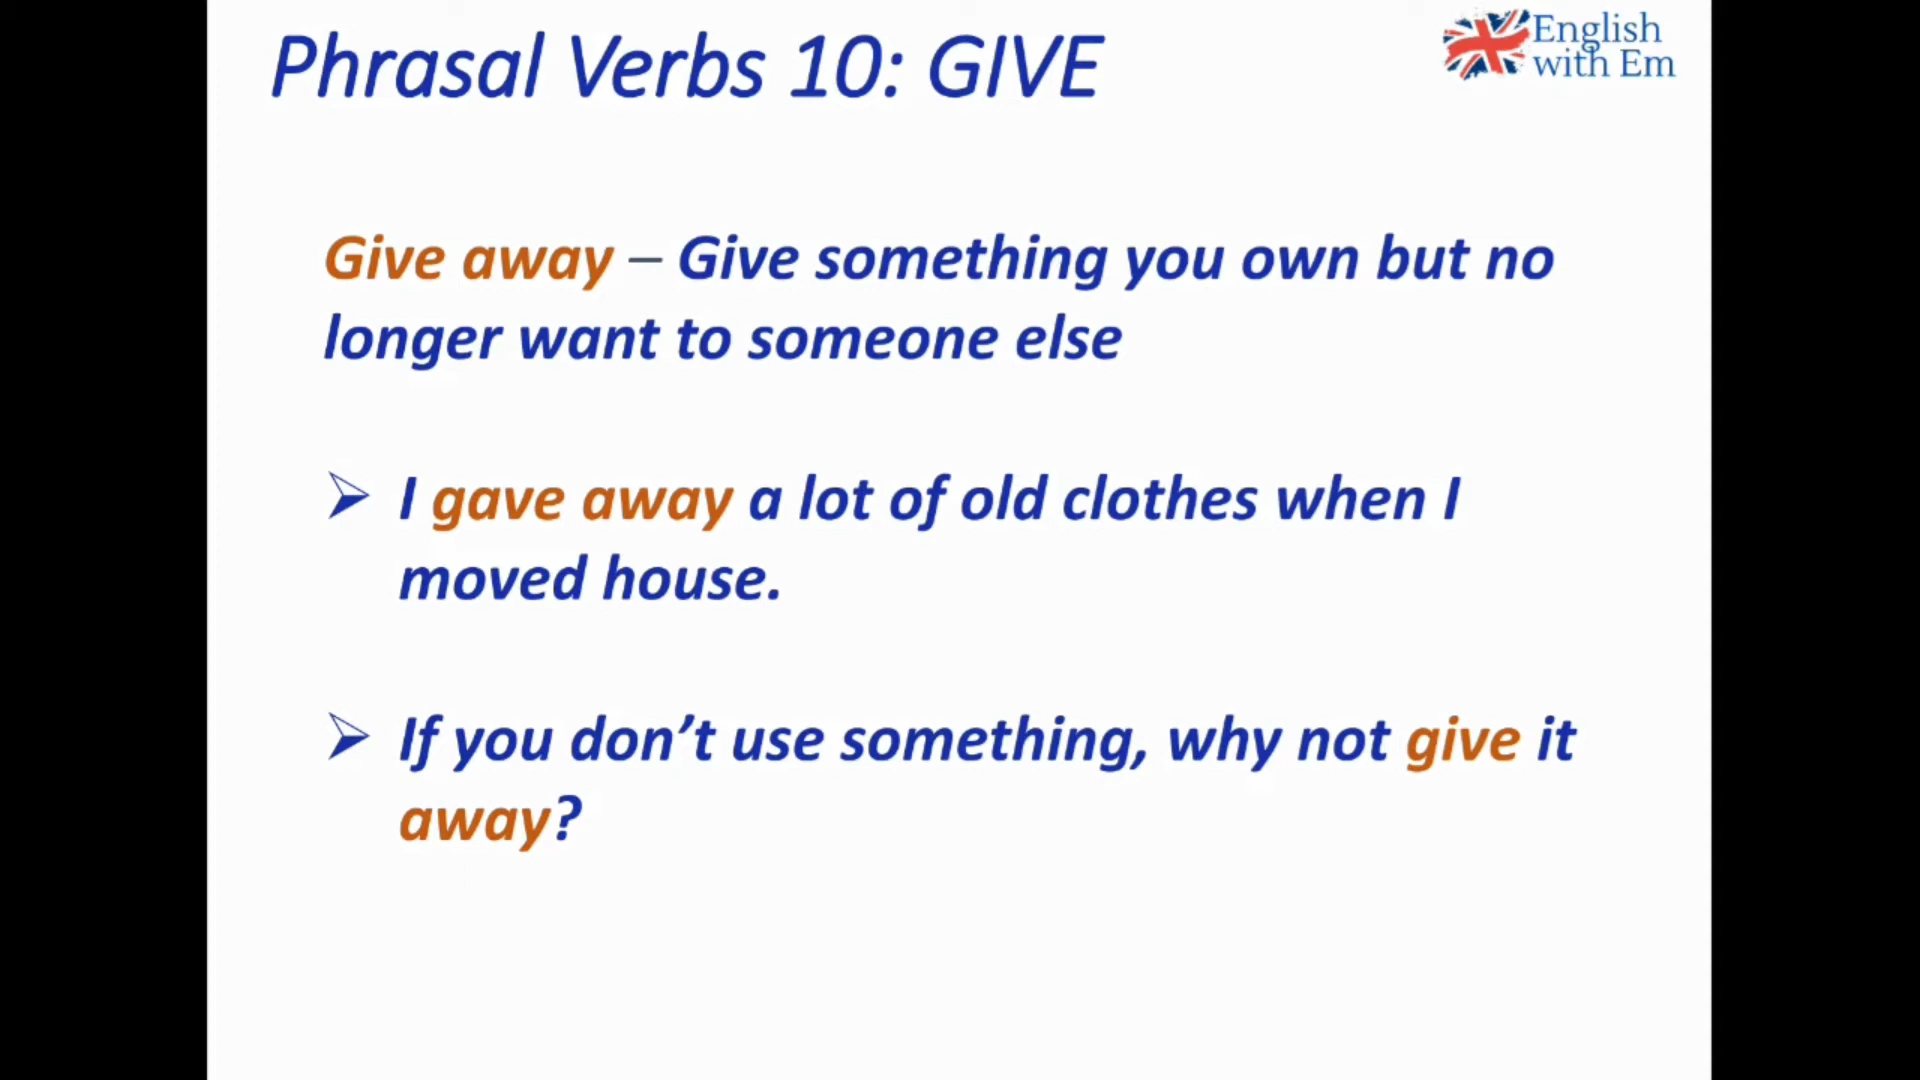 Phrasal Verbs 10: GIVE
English
with Em
Give away – Give something you own but no
longer want to someone else
➢ I gave away a lot of old clothes when I
moved house.
➢ If you don’t use something, why not give it
away?